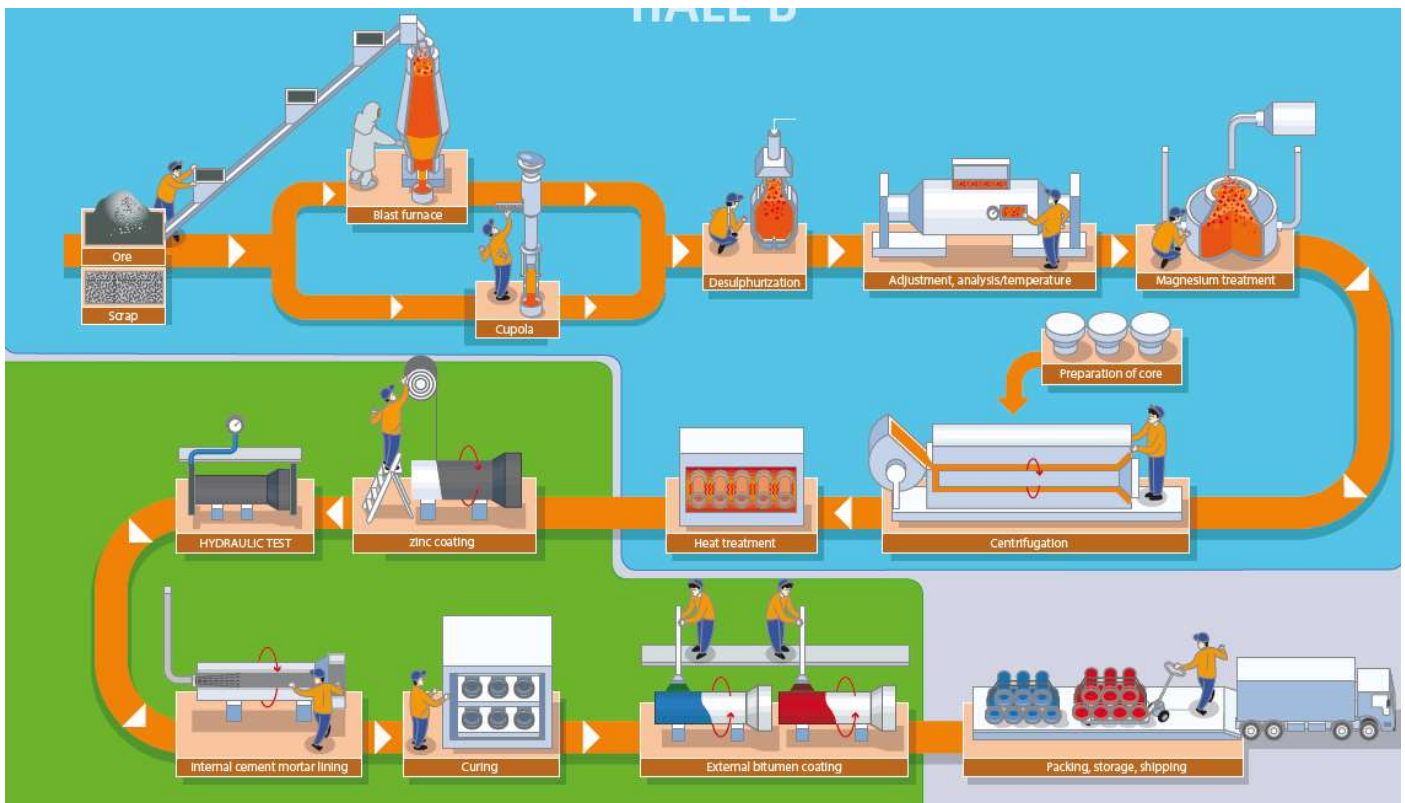 HALL B
Blast furnace
Ore
Scrap
Cupola
Desulphurization
Adjustment, analysis/temperature
Magnesium treatment
Preparation of core
HYDRAULIC TEST
zinc coating
Heat treatment
Centrifugation
Internal cement mortar lining
Curing
External bitumen coating
Packing, storage, shipping